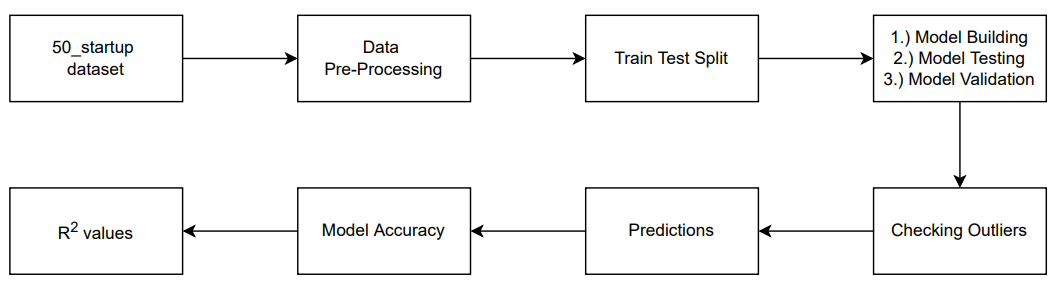 50_startup
dataset
Data
Pre-Processing
Train Test Split
1.) Model Building
2.) Model Testing
3.) Model Validation
R² values
Model Accuracy
Predictions
Checking Outliers